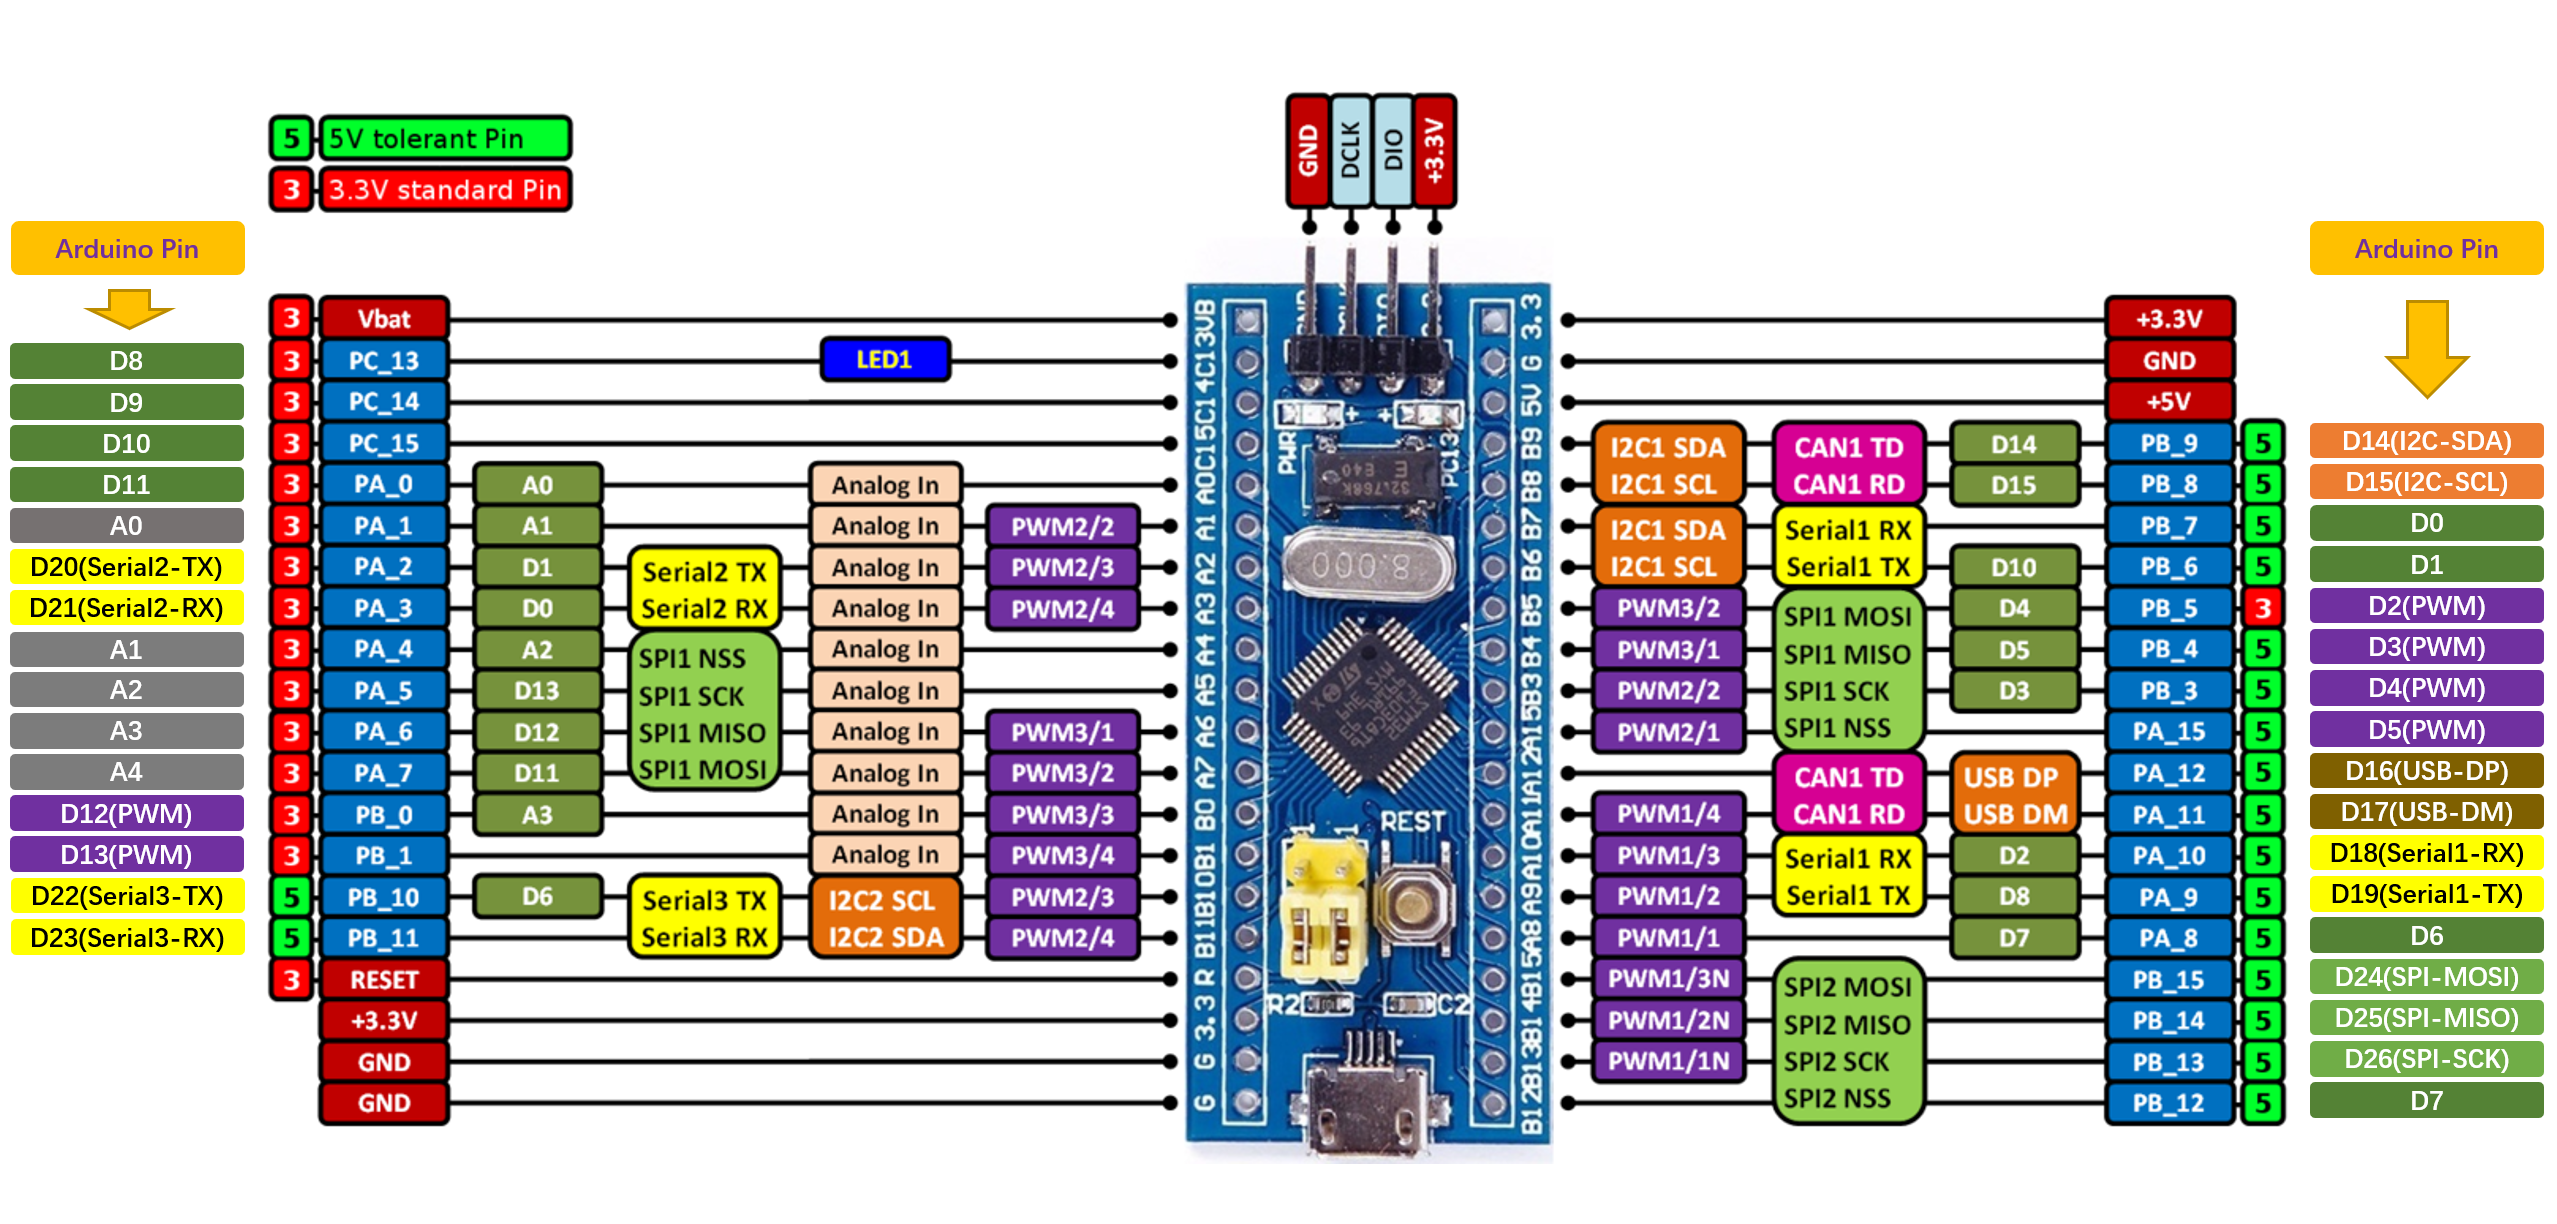 GND
DCLK
DIO
+3.3V
5 5V tolerant Pin
3 3.3V standard Pin
Arduino Pin
Arduino Pin
3 Vbat
D8 3 PC_13 LED1
D9 3 PC_14
D10 3 PC_15
D11 3 PA_0 A0 Analog In
A0 3 PA_1 A1 Analog In PWM2/2
D20(Serial2-TX) 3 PA_2 D1 Serial2 TX Analog In PWM2/3
D21(Serial2-RX) 3 PA_3 D0 Serial2 RX Analog In PWM2/4
A1 3 PA_4 A2 SPI1 NSS Analog In
A2 3 PA_5 D13 SPI1 SCK Analog In
A3 3 PA_6 D12 SPI1 MISO Analog In PWM3/1
A4 3 PA_7 D11 SPI1 MOSI Analog In PWM3/2
D12(PWM) 3 PB_0 A3 Analog In PWM3/3
D13(PWM) 3 PB_1 Analog In PWM3/4
D22(Serial3-TX) 5 PB_10 D6 Serial3 TX I2C2 SCL PWM2/3
D23(Serial3-RX) 5 PB_11 Serial3 RX I2C2 SDA PWM2/4
3 RESET
+3.3V
GND
GND
VB
C13
C14
C15
A0
A1
A2
A3
A4
A5
A6
A7
B0
B1
B10
B11
R
3.3
G
G
PWR
PC13
8.000
REST
R2
C2
3.3
G
5V
B9
B8
B7
B6
B5
B4
B3
A15
A12
A11
A10
A9
A8
B15
B14
B13
B12
+3.3V
GND
+5V
I2C1 SDA CAN1 TD D14 PB_9 5 D14(I2C-SDA)
I2C1 SCL CAN1 RD D15 PB_8 5 D15(I2C-SCL)
I2C1 SDA Serial1 RX PB_7 5 D0
I2C1 SCL Serial1 TX D10 PB_6 5 D1
PWM3/2 SPI1 MOSI D4 PB_5 3 D2(PWM)
PWM3/1 SPI1 MISO D5 PB_4 5 D3(PWM)
PWM2/2 SPI1 SCK D3 PB_3 5 D4(PWM)
PWM2/1 SPI1 NSS PA_15 5 D5(PWM)
CAN1 TD USB DP PA_12 5 D16(USB-DP)
PWM1/4 CAN1 RD USB DM PA_11 5 D17(USB-DM)
PWM1/3 Serial1 RX D2 PA_10 5 D18(Serial1-RX)
PWM1/2 Serial1 TX D8 PA_9 5 D19(Serial1-TX)
PWM1/1 D7 PA_8 5 D6
PWM1/3N SPI2 MOSI PB_15 5 D24(SPI-MOSI)
PWM1/2N SPI2 MISO PB_14 5 D25(SPI-MISO)
PWM1/1N SPI2 SCK PB_13 5 D26(SPI-SCK)
SPI2 NSS PB_12 5 D7